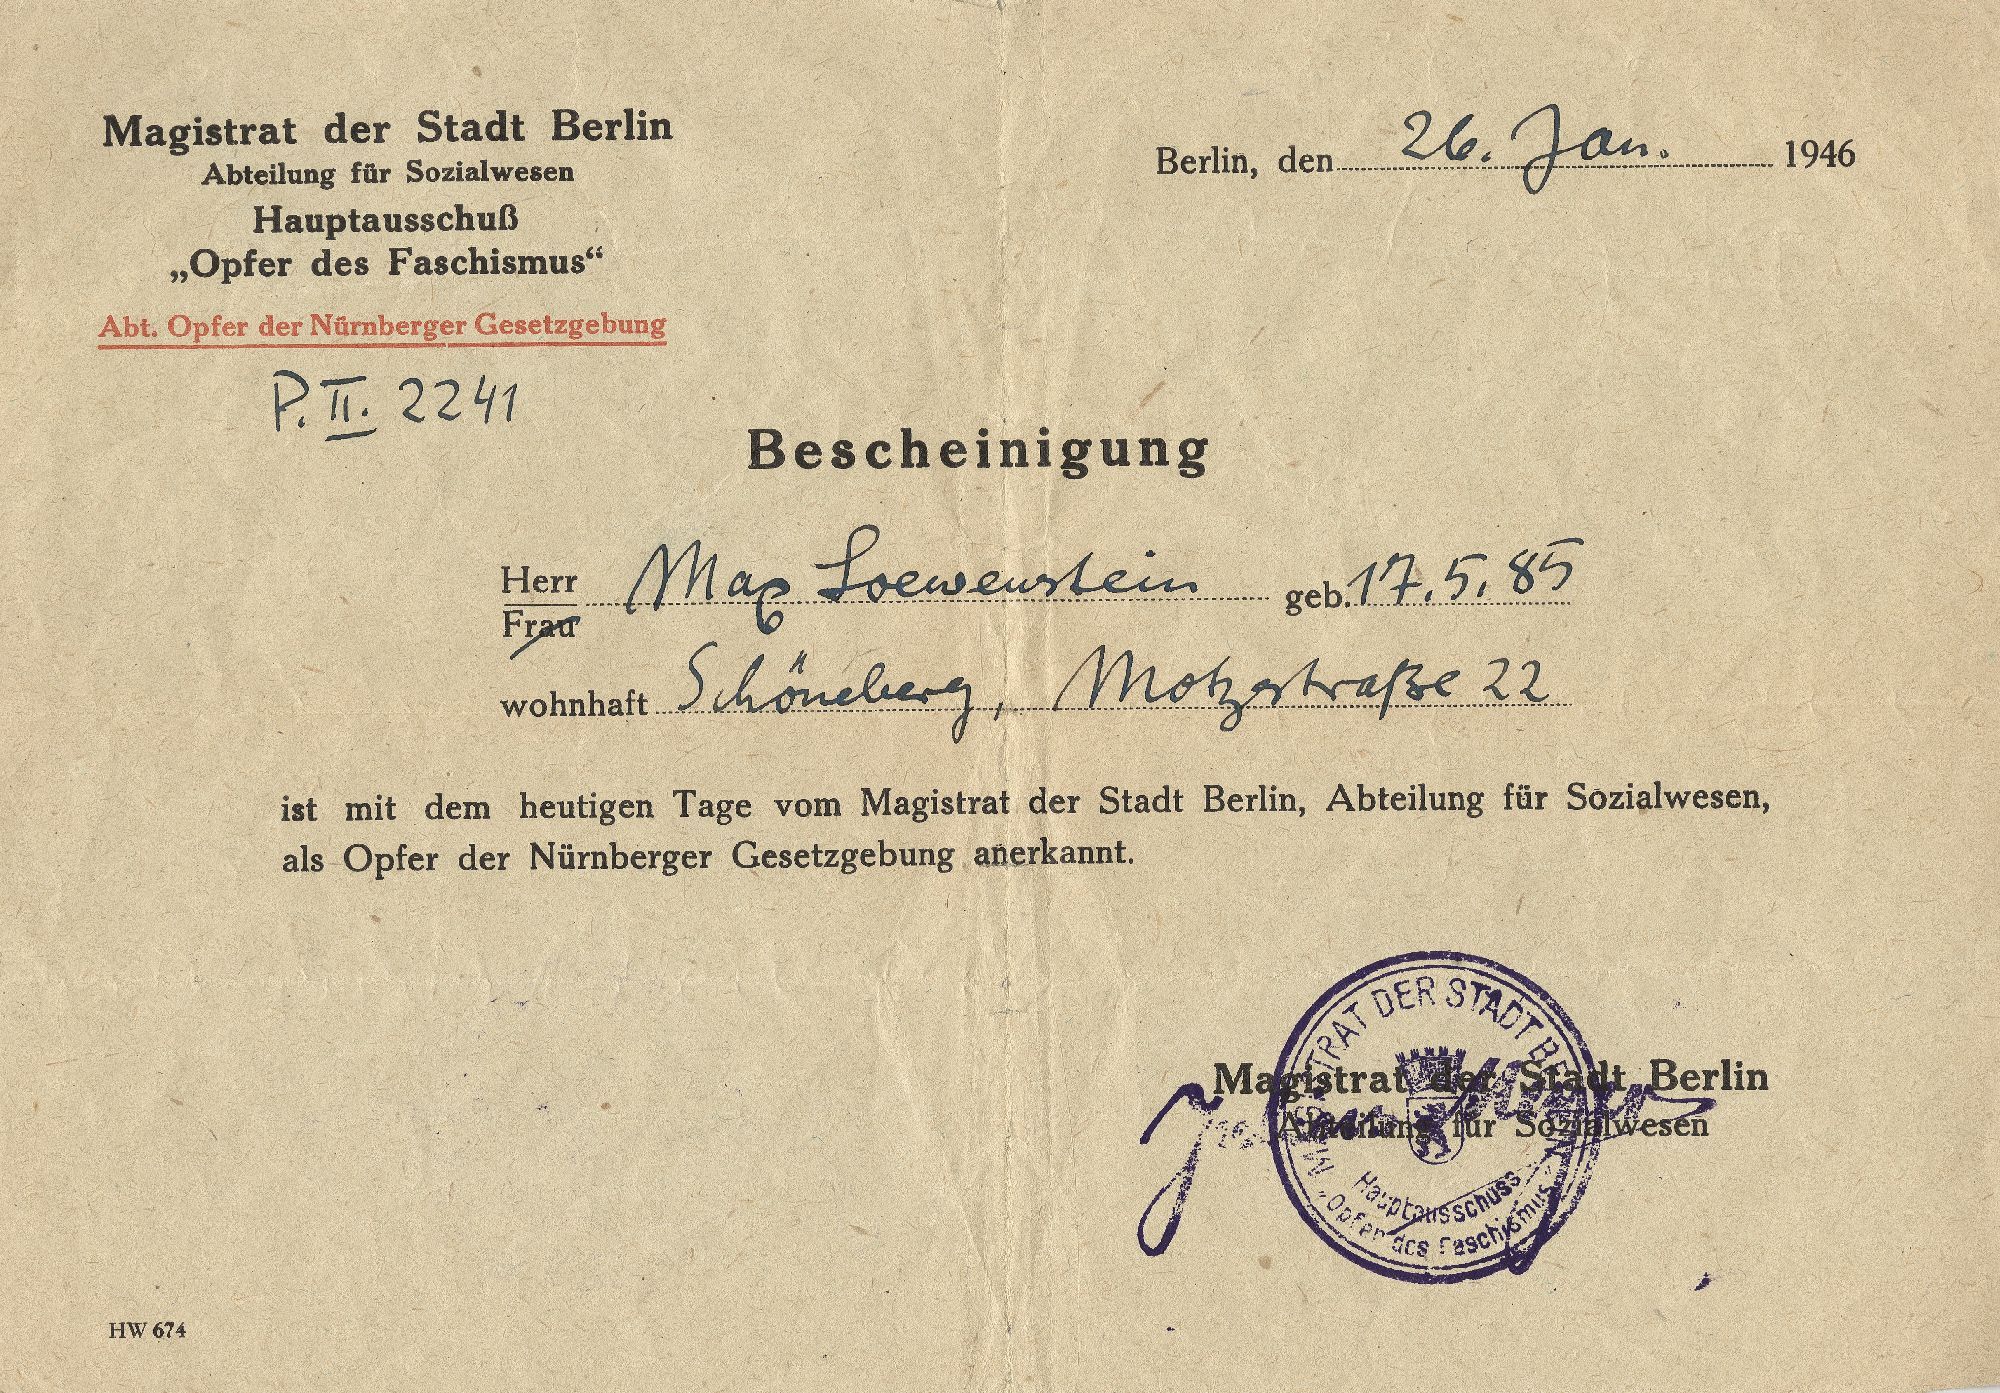 Magistrat der Stadt Berlin
Abteilung für Sozialwesen
Hauptausschuß
„Opfer des Faschismus“
Abt. Opfer der Nürnberger Gesetzgebung
P. II. 2241
Berlin, den 26. Jan. 1946
Bescheinigung
Herr Max Loewenstein geb. 17.5.85
Frau
wohnhaft Schöneberg, Motzstraße 22
ist mit dem heutigen Tage vom Magistrat der Stadt Berlin, Abteilung für Sozialwesen,
als Opfer der Nürnberger Gesetzgebung anerkannt.
Magistrat der Stadt Berlin
Abteilung für Sozialwesen
MAGISTRAT DER STADT BERLIN
Hauptausschuss
"Opfer des Faschismus"
HW 674